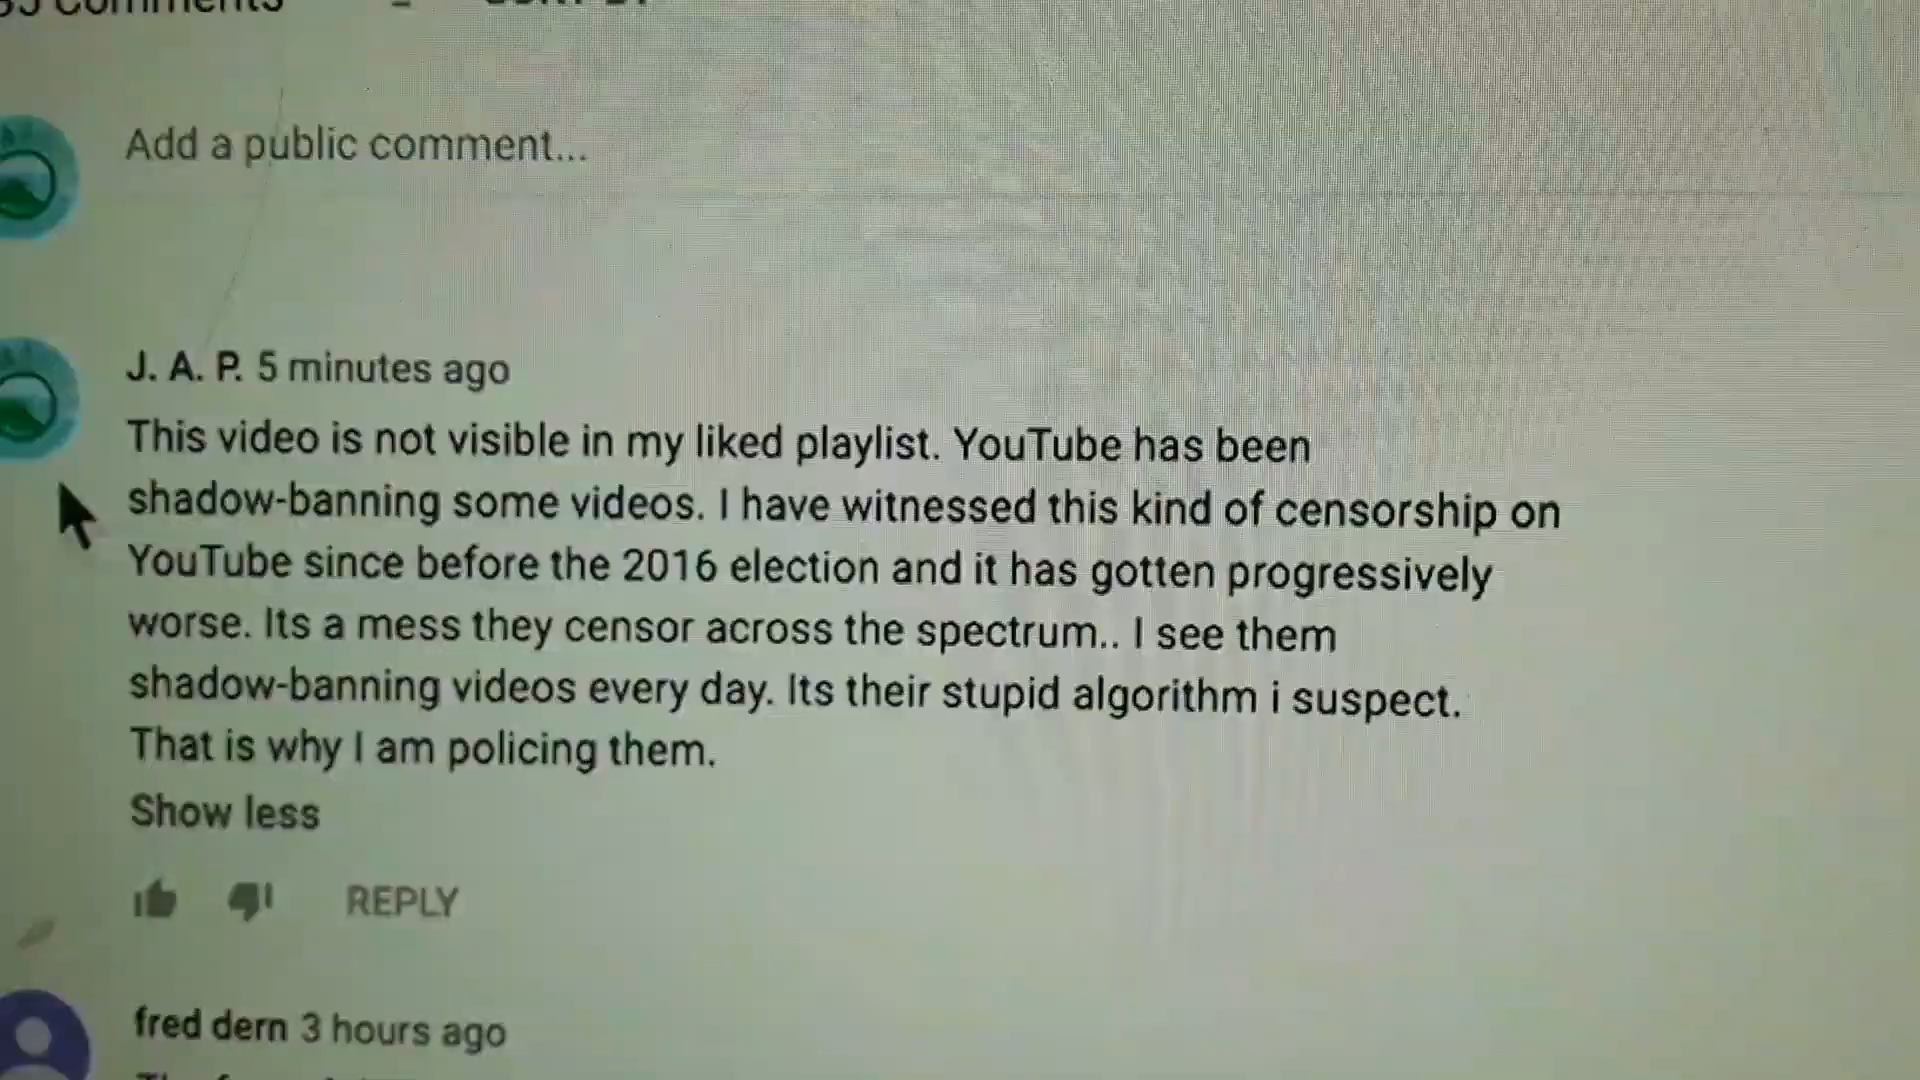 Comments
Add a public comment...
J. A. P. 5 minutes ago
This video is not visible in my liked playlist. YouTube has been
shadow-banning some videos. I have witnessed this kind of censorship on
YouTube since before the 2016 election and it has gotten progressively
worse. Its a mess they censor across the spectrum.. I see them
shadow-banning videos every day. Its their stupid algorithm i suspect.
That is why I am policing them.
Show less
REPLY
fred dern 3 hours ago